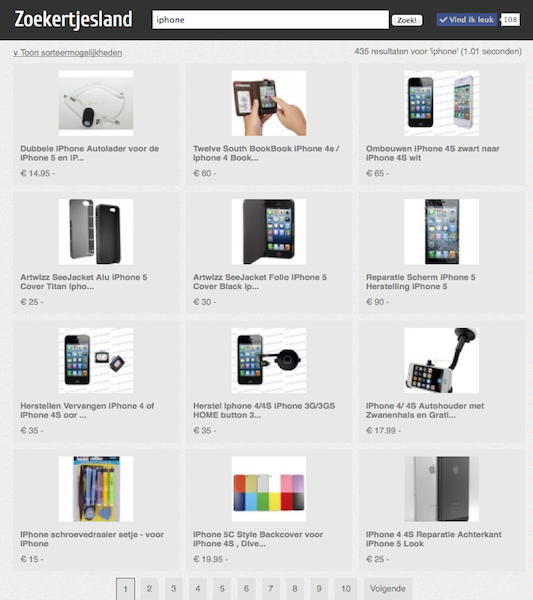 Zoekertjesland
iphone
Zoek!
Vind ik leuk
108
v Toon sorteermogelijkheden
435 resultaten voor 'iphone' (1.01 seconden)
Dubbele iPhone Autolader voor de
iPhone 5 en iP...
€ 14.95 -
Twelve South BookBook iPhone 4s /
Iphone 4 Book...
€ 60 -
Ombouwen iPhone 4S zwart naar
iPhone 4S wit
€ 65 -
Artwizz SeeJacket Alu iPhone 5
Cover Titan ipho...
€ 25 -
Artwizz SeeJacket Folio iPhone 5
Cover Black ip...
€ 30 -
Reparatie Scherm iPhone 5
Herstelling iPhone 5
€ 90 -
Herstellen Vervangen iPhone 4 of
iPhone 4S oor ...
€ 35 -
Herstel Iphone 4/4S iPhone 3G/3GS
HOME button 3...
€ 35 -
IPhone 4/ 4S Autohouder met
Zwanenhals en Grati...
€ 17.99 -
IPhone schroevedraaier setje - voor
iPhone
€ 15 -
IPhone 5C Style Backcover voor
iPhone 4S , Dive...
€ 19.95 -
IPhone 4 4S Reparatie Achterkant
iPhone 5 Look
€ 25 -
1 2 3 4 5 6 7 8 9 10 Volgende